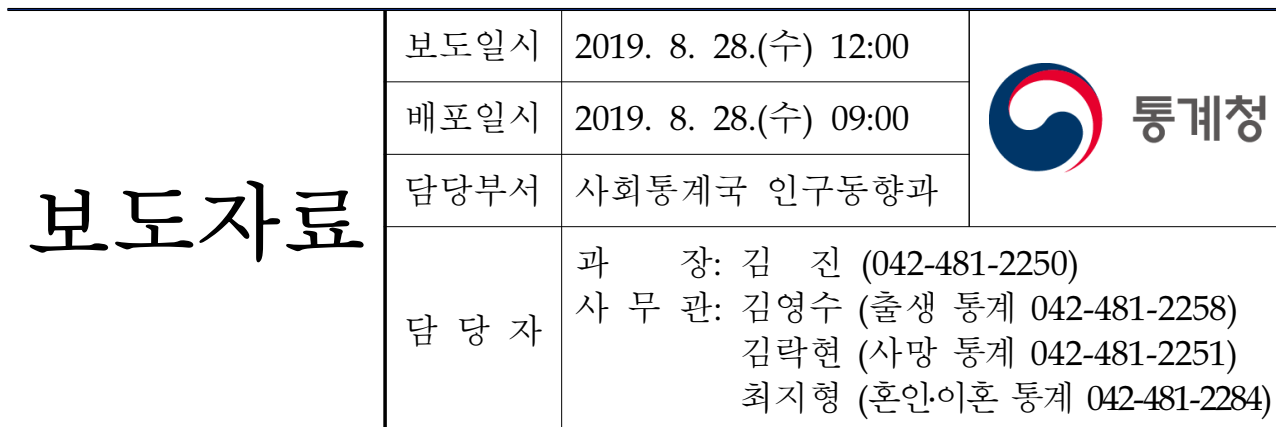 보도자료
보도일시 2019. 8. 28.(수) 12:00
배포일시 2019. 8. 28.(수) 09:00
담당부서 사회통계국 인구동향과
통계청
담 당 자
과 장: 김 진 (042-481-2250)
사 무 관: 김영수 (출생 통계 042-481-2258)
김락현 (사망 통계 042-481-2251)
최지형 (혼인·이혼 통계 042-481-2284)